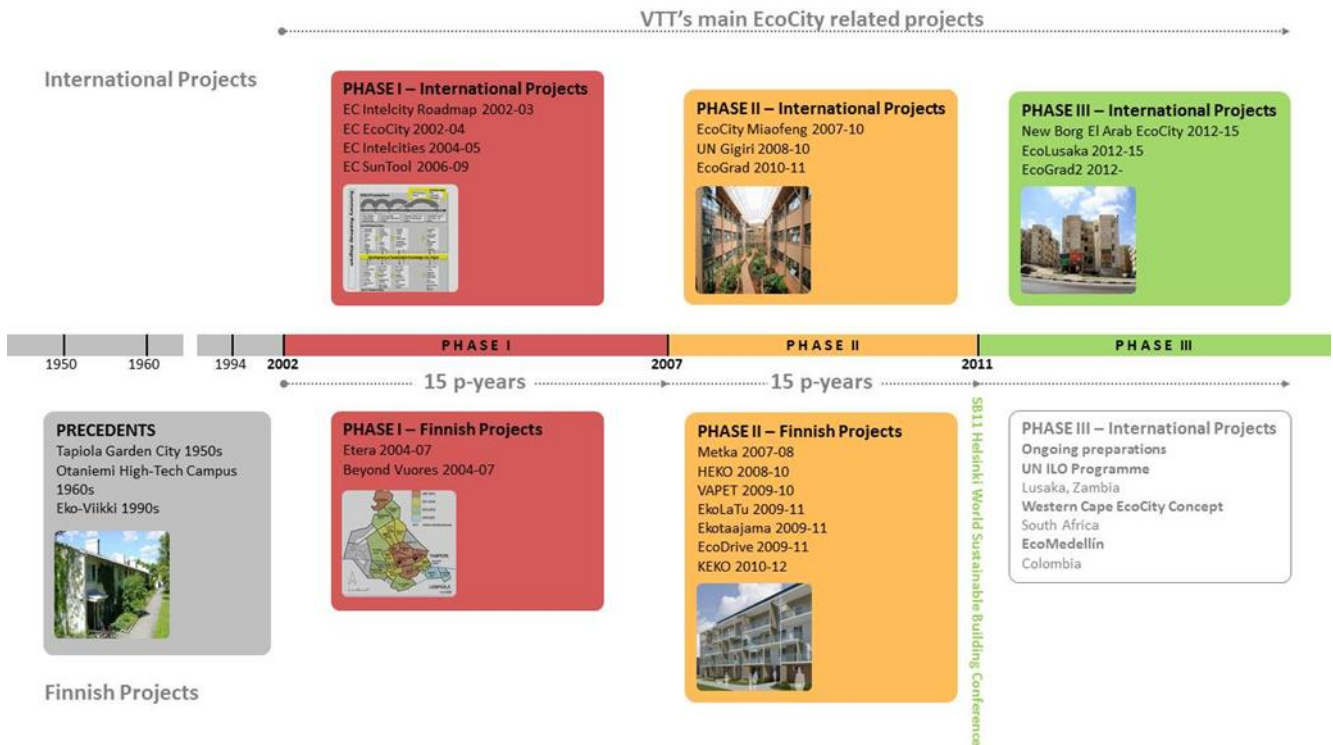 VTT's main EcoCity related projects
International Projects
PHASE I – International Projects
EC Intelcity Roadmap 2002-03
EC EcoCity 2002-04
EC Intelcities 2004-05
EC SunTool 2006-09
Summary Roadmap diagram
PHASE II – International Projects
EcoCity Miaofeng 2007-10
UN Gigiri 2008-10
EcoGrad 2010-11
PHASE III – International Projects
New Borg El Arab EcoCity 2012-15
EcoLusaka 2012-15
EcoGrad2 2012-
PHASE I
PHASE II
PHASE III
1950
1960
1994
2002
2007
2011
15 p-years
15 p-years
PRECEDENTS
Tapiola Garden City 1950s
Otaniemi High-Tech Campus
1960s
Eko-Viikki 1990s
PHASE I – Finnish Projects
Etera 2004-07
Beyond Vuores 2004-07
TAMPERE
LEMPÄÄLÄ
PHASE II – Finnish Projects
Metka 2007-08
HEKO 2008-10
VAPET 2009-10
EkoLaTu 2009-11
Ekotaajama 2009-11
EcoDrive 2009-11
KEKO 2010-12
SB11 Helsinki World Sustainable Building Conference
PHASE III – International Projects
Ongoing preparations
UN ILO Programme
Lusaka, Zambia
Western Cape EcoCity Concept
South Africa
EcoMedellín
Colombia
Finnish Projects